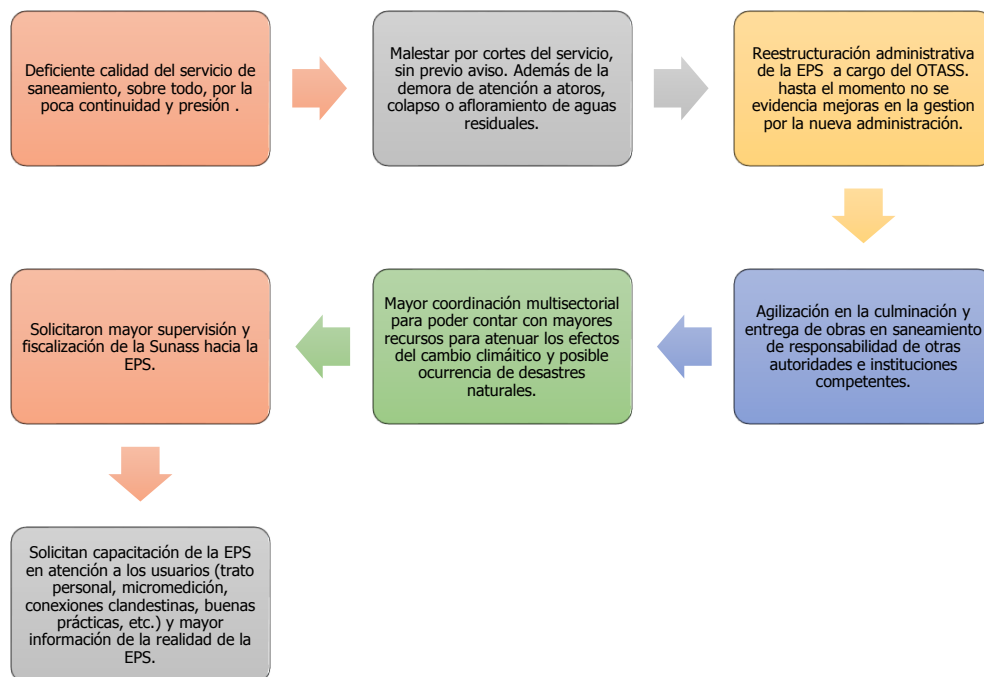 Deficiente calidad del servicio de
saneamiento, sobre todo, por la
poca continuidad y presión .
Malestar por cortes del servicio,
sin previo aviso. Además de la
demora de atención a atoros,
colapso o afloramiento de aguas
residuales.
Reestructuración administrativa
de la EPS a cargo del OTASS.
hasta el momento no se
evidencia mejoras en la gestion
por la nueva administración.
Agilización en la culminación y
entrega de obras en saneamiento
de responsabilidad de otras
autoridades e instituciones
competentes.
Mayor coordinación multisectorial
para poder contar con mayores
recursos para atenuar los efectos
del cambio climáitico y posible
ocurrencia de desastres
naturales.
Solicitaron mayor supervisión y
fiscalización de la Sunass hacia la
EPS.
Solicitan capacitación de la EPS
en atención a los usuarios (trato
personal, micromedición,
conexiones clandestinas, buenas
prácticas, etc.) y mayor
información de la realidad de la
EPS.